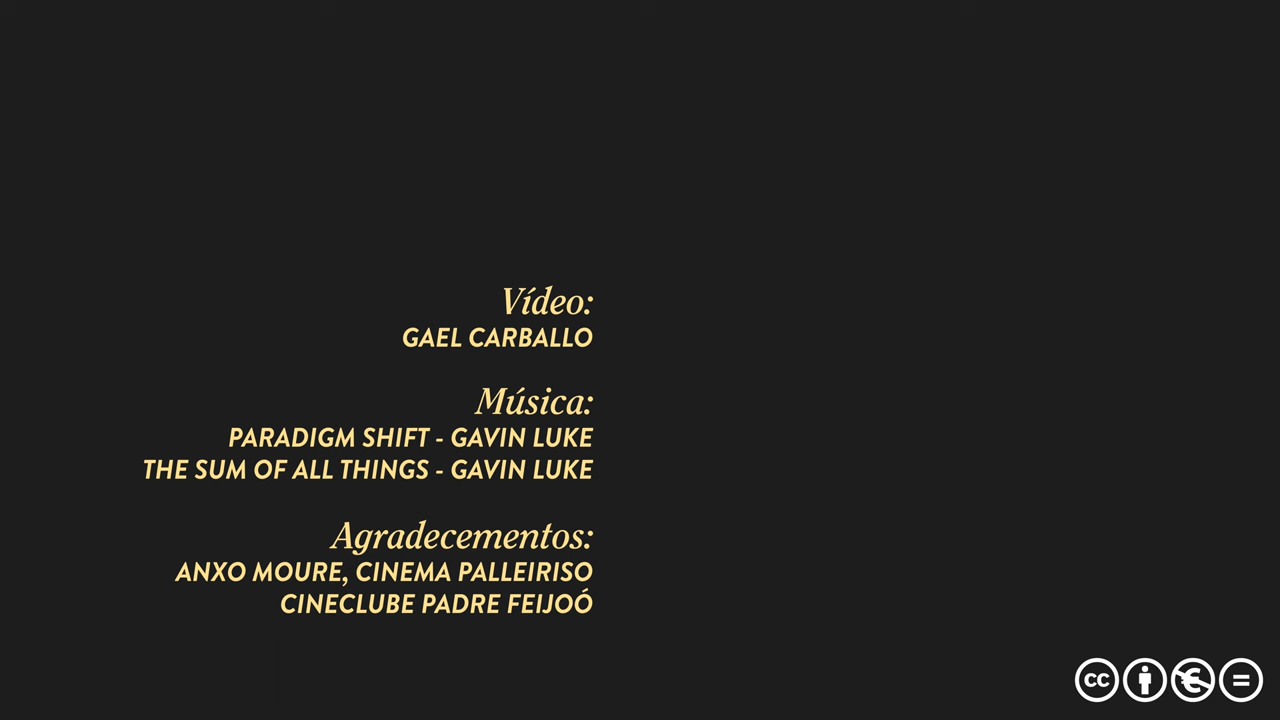 Vídeo:
GAEL CARBALLO
Música:
PARADIGM SHIFT - GAVIN LUKE
THE SUM OF ALL THINGS - GAVIN LUKE
Agradecementos:
ANXO MOURE, CINEMA PALLEIRISO
CINECLUBE PADRE FEIJOÓ
cc